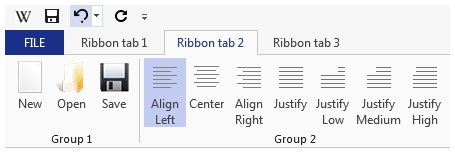 W
FILE Ribbon tab 1 Ribbon tab 2 Ribbon tab 3
New Open Save Align Left Center Align Right Justify Justify Low Justify Medium Justify High
Group 1 Group 2